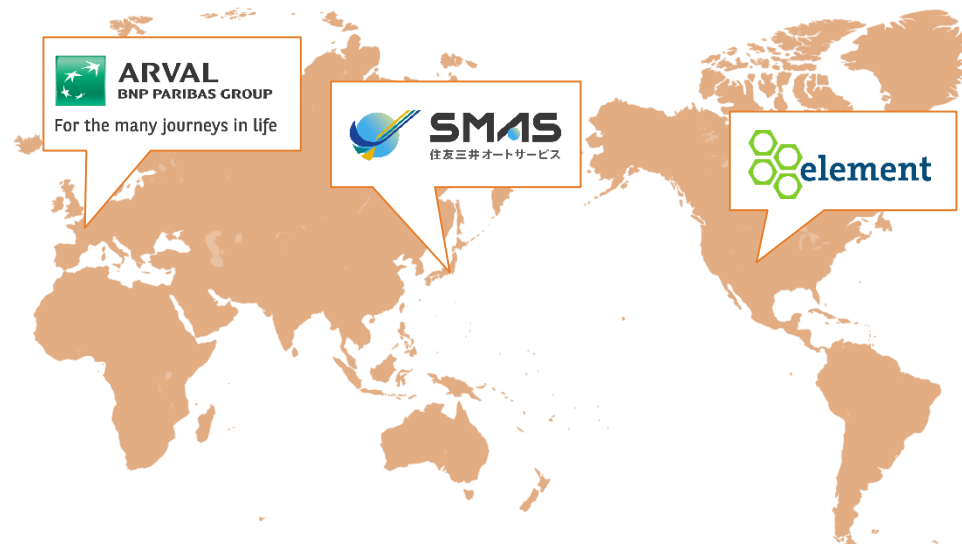 ARVAL
BNP PARIBAS GROUP
For the many journeys in life
SMAS
住友三井オートサービス
element